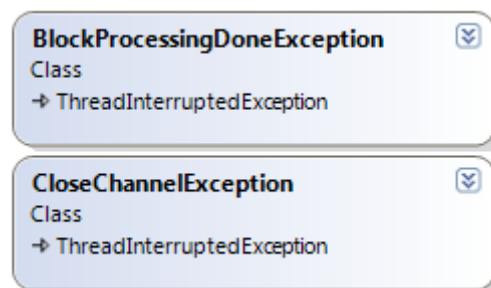 BlockProcessingDoneException
Class
ThreadInterruptedException
CloseChannelException
Class
ThreadInterruptedException